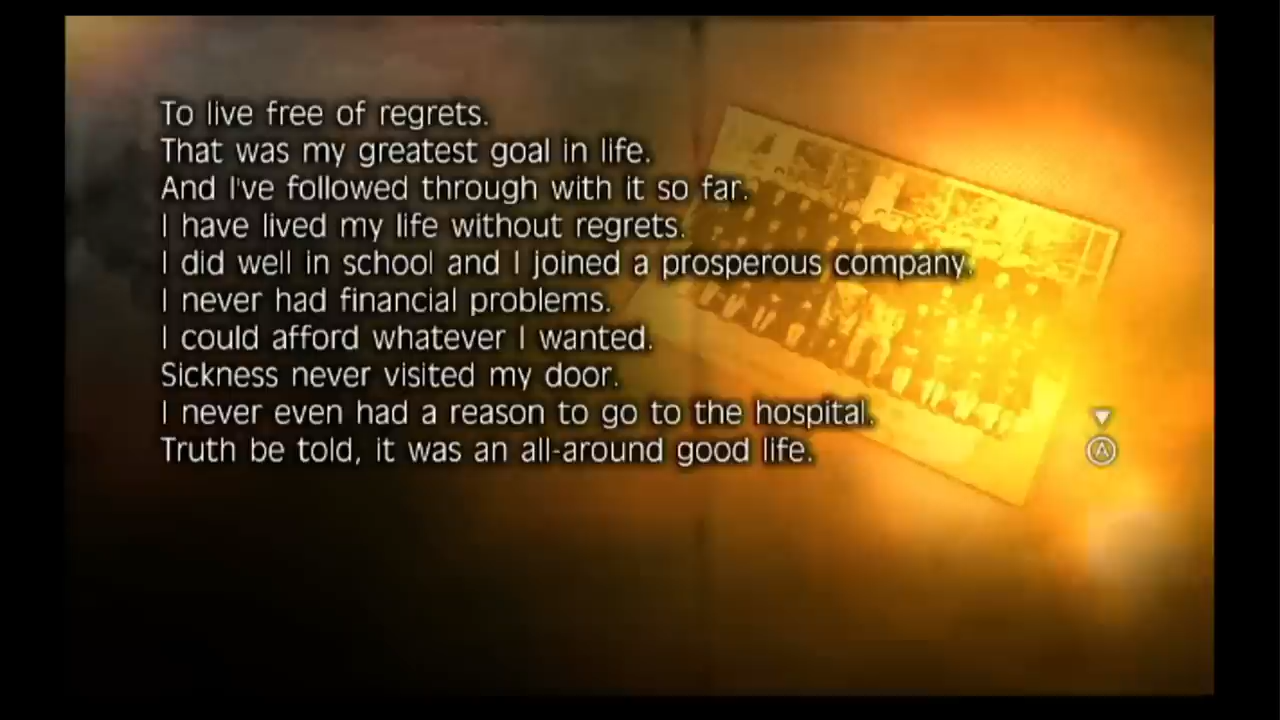 To live free of regrets.
That was my greatest goal in life.
And I've followed through with it so far.
I have lived my life without regrets.
I did well in school and I joined a prosperous company.
I never had financial problems.
I could afford whatever I wanted.
Sickness never visited my door.
I never even had a reason to go to the hospital.
Truth be told, it was an all-around good life.
A